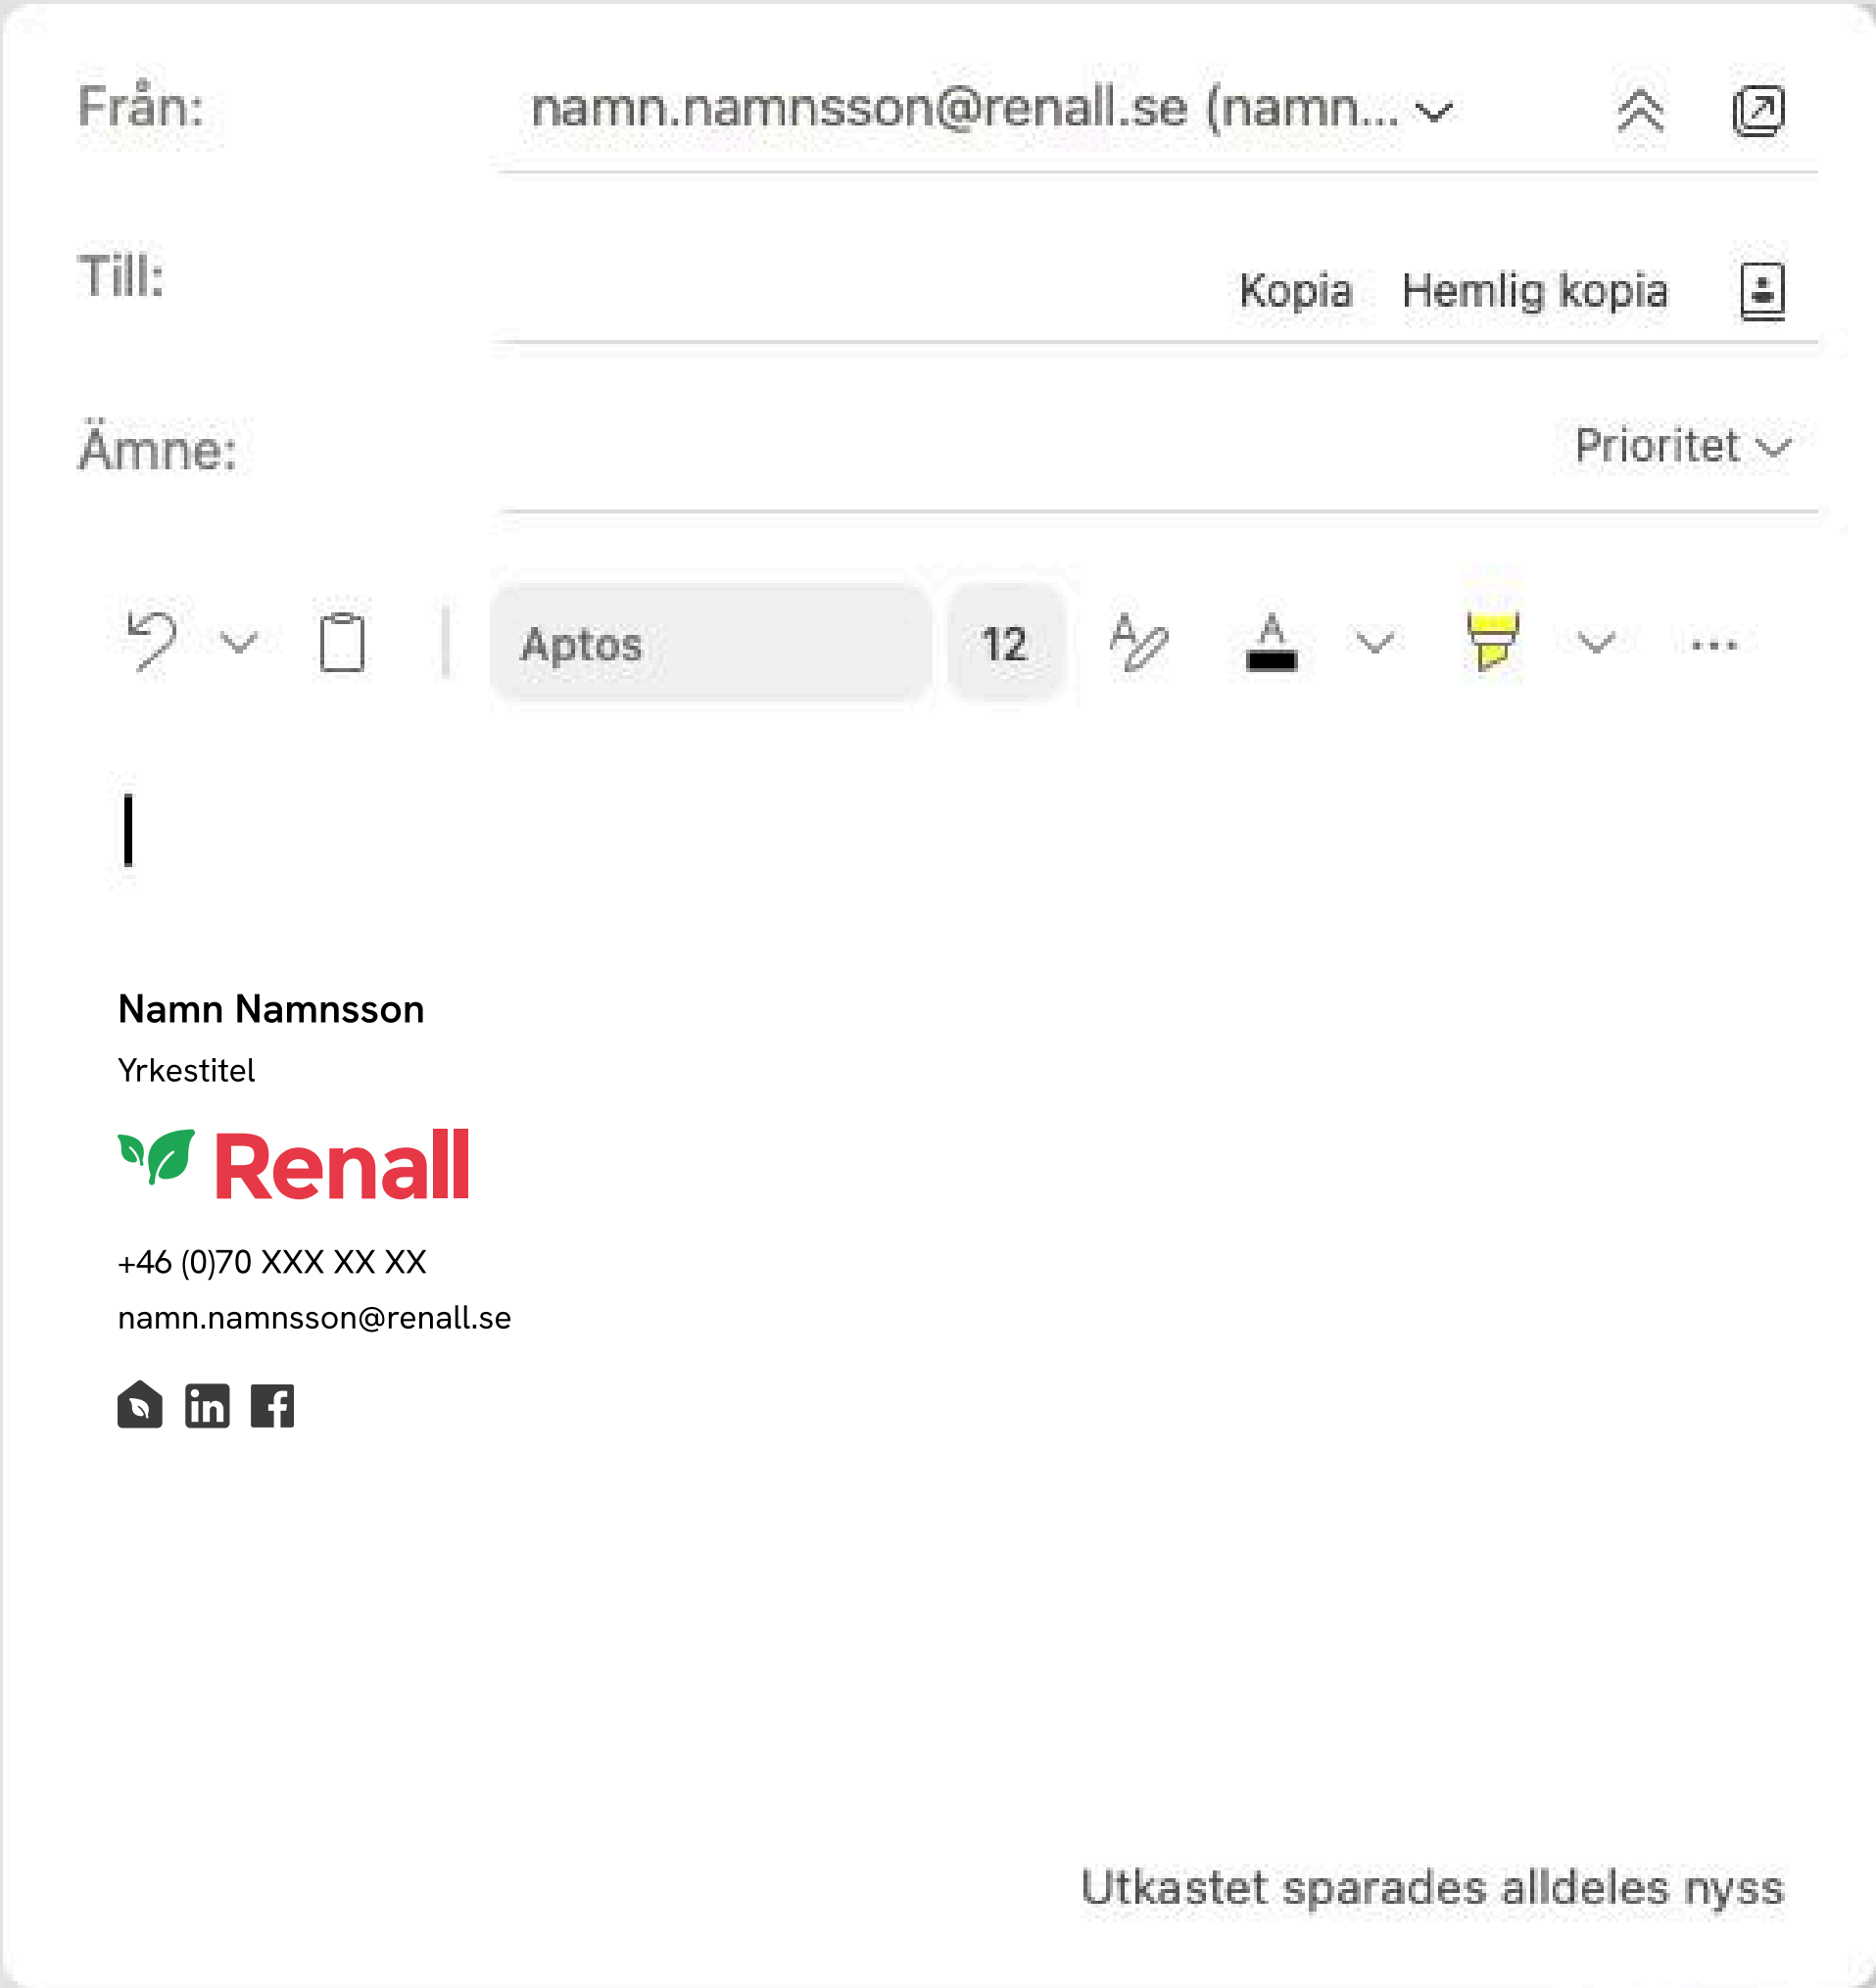 Från: namn.namnsson@renall.se (namn...
Till: Kopia Hemlig kopia
Ämne: Prioritet
Aptos 12
Namn Namnsson
Yrkestitel
Renall
+46 (0)70 XXX XX XX
namn.namnsson@renall.se
Utkastet sparades alldeles nyss